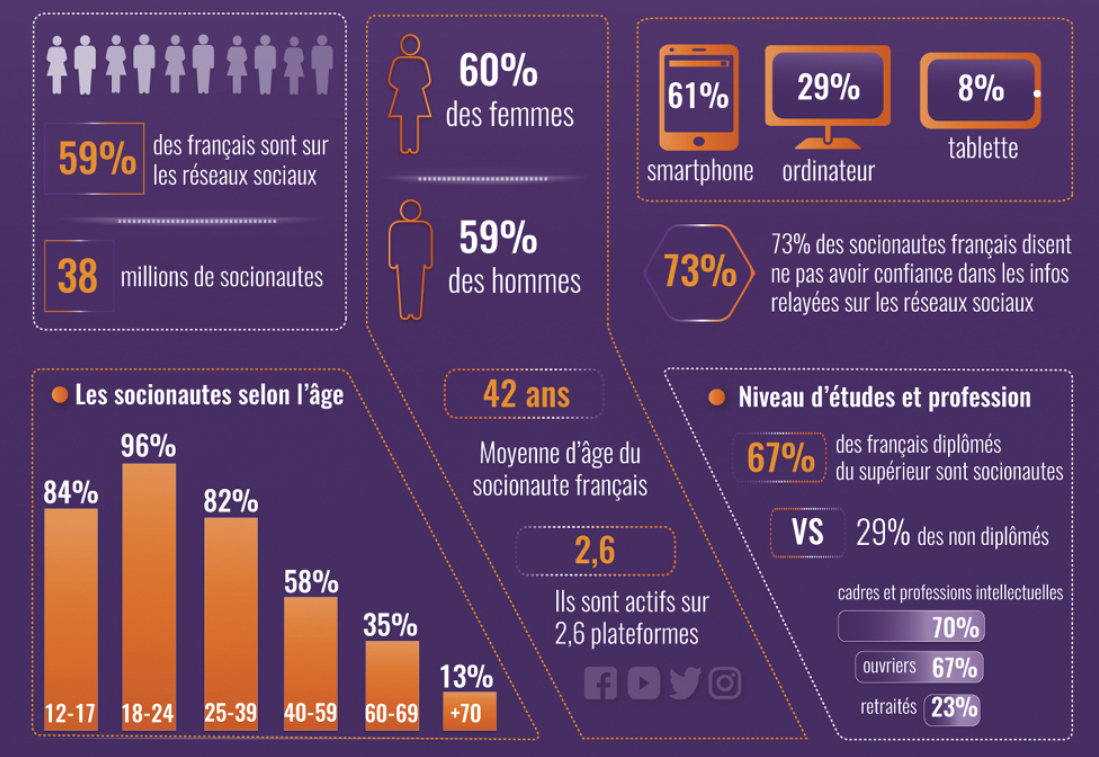 59%
des français sont sur
les réseaux sociaux
38
millions de socionautes
60%
des femmes
59%
des hommes
61%
smartphone
29%
ordinateur
8%
tablette
73%
73% des socionautes français disent
ne pas avoir confiance dans les infos
relayées sur les réseaux sociaux
Les socionautes selon l'âge
84%
96%
82%
58%
35%
13%
12-17
18-24
25-39
40-59
60-69
+70
42 ans
Moyenne d'âge du
socionaute français
2,6
Ils sont actifs sur
2,6 plateformes
Niveau d'études et profession
67%
des français diplômés
du supérieur sont socionautes
VS
29% des non diplômés
cadres et professions intellectuelles
70%
ouvriers 67%
retraités 23%